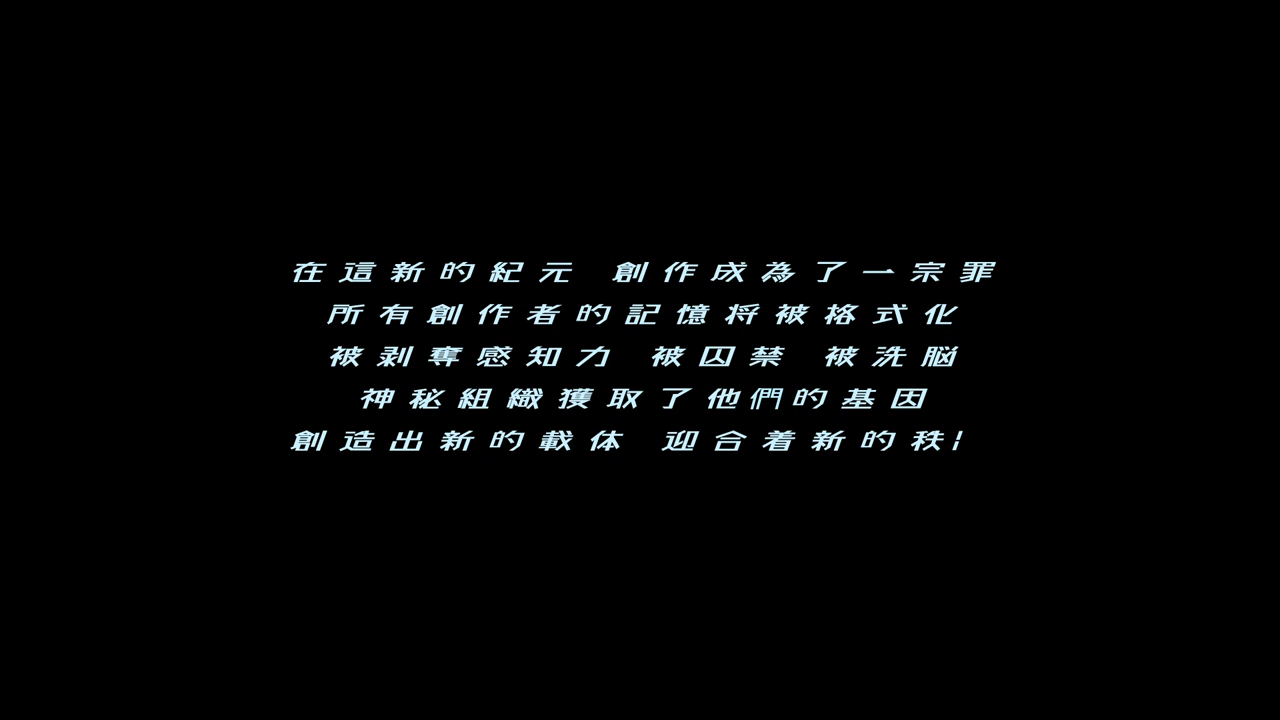 在這新的紀元 創作成為了一宗罪
所有創作者的記憶将被格式化
被剥奪感知力 被囚禁 被洗脳
神秘組織獲取了他們的基因
創造出新的載体 迎合着新的秩